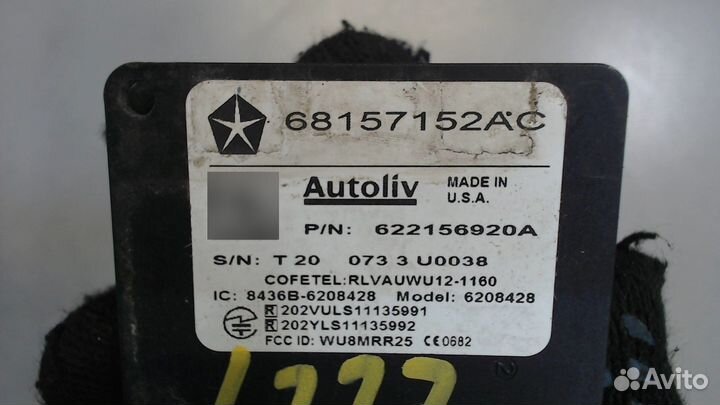 68157152AC
Autoliv
MADE IN
U.S.A.
P/N: 622156920A
S/N: T 20 073 3 U0038
COFETEL:RLVAUWU12-1160
IC: 8436B-6208428 Model: 6208428
R 202VULS11135991
R 202YLS11135992
FCC ID: WU8MRR25 CE0682
2
Avito